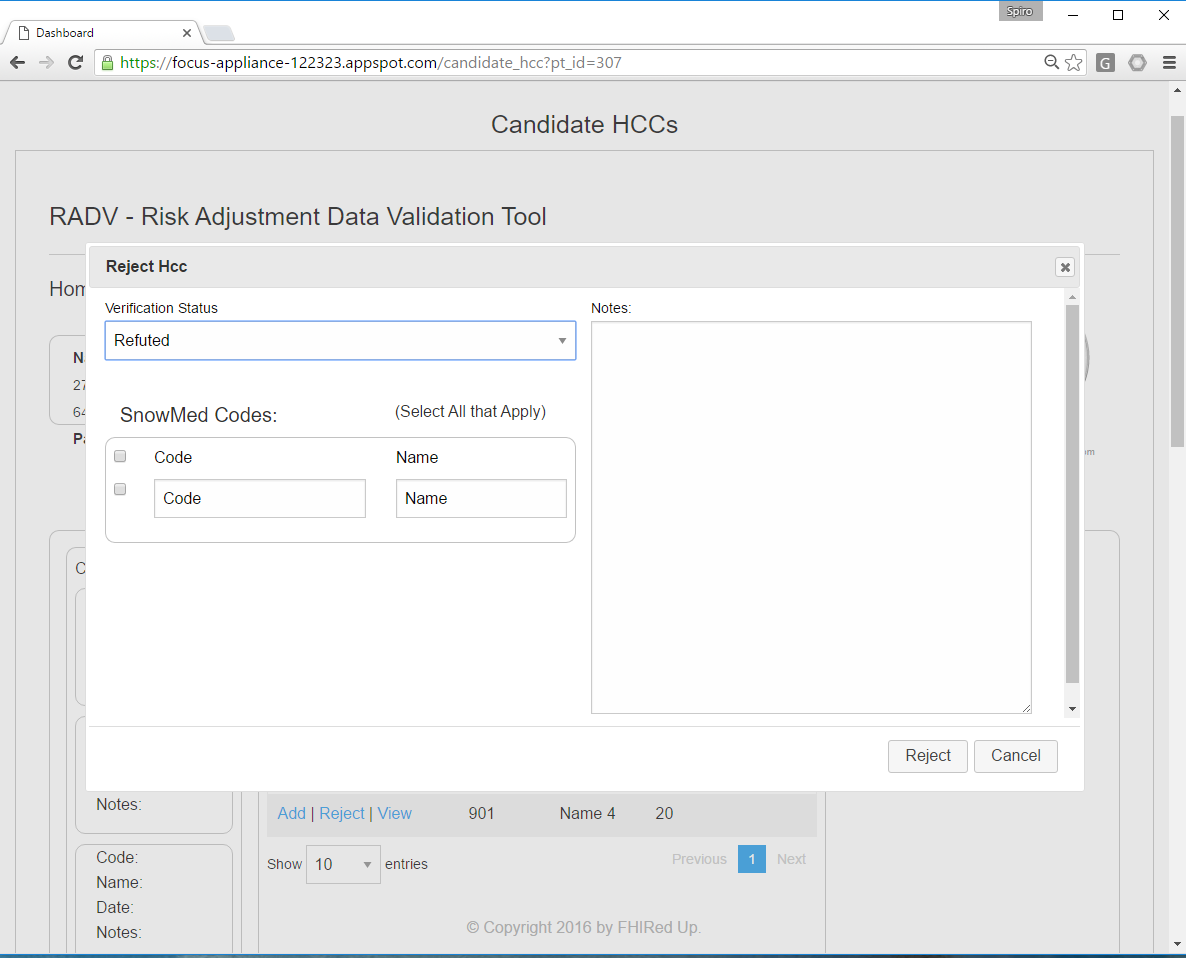 Spiro
Dashboard
https://focus-appliance-122323.appspot.com/candidate_hcc?pt_id=307
G
Candidate HCCs
RADV - Risk Adjustment Data Validation Tool
Hom
Reject Hcc
Verification Status
Notes:
Refuted
N
27
64
Pa
SnowMed Codes:
(Select All that Apply)
Code
Name
Code
Name
m
C
Reject
Cancel
Notes:
Add | Reject | View
901
Name 4
20
Show 10 entries
Previous 1 Next
Code:
Name:
Date:
Notes:
© Copyright 2016 by FHIRed Up.